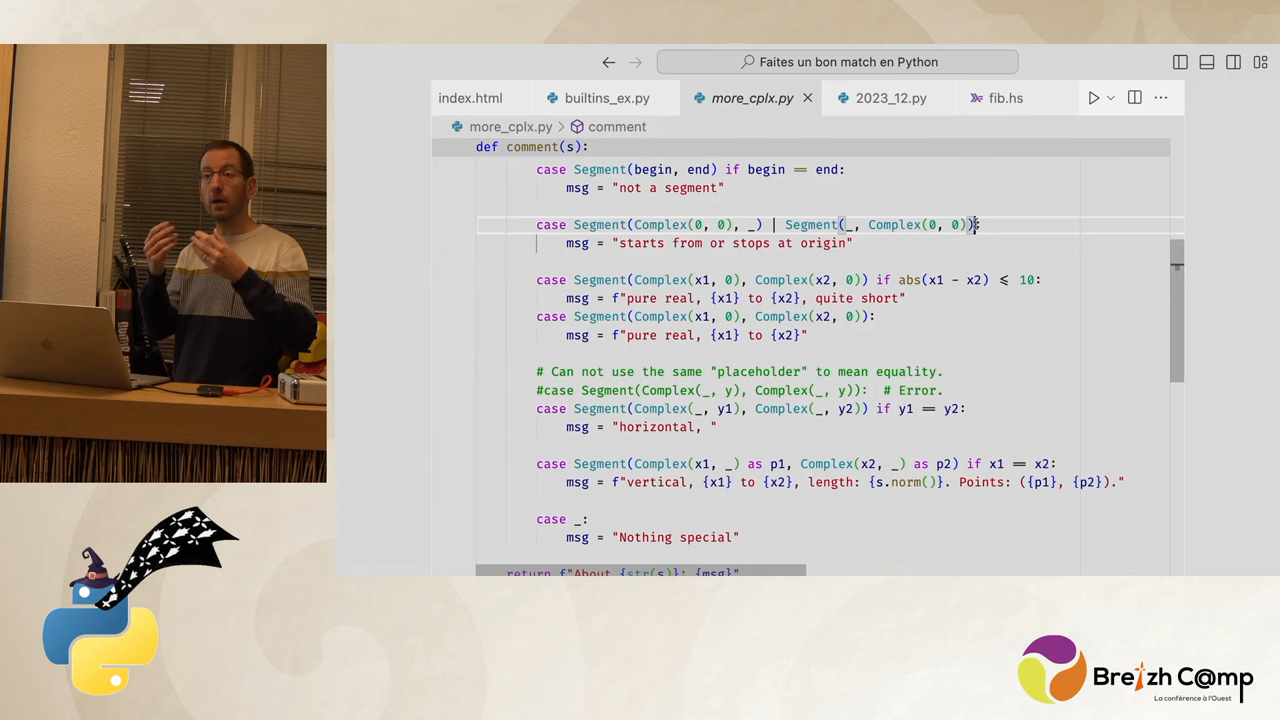 Faites un bon match en Python
index.html
builtins_ex.py
more_cplx.py
2023_12.py
fib.hs
more_cplx.py > comment
def comment(s):
case Segment(begin, end) if begin == end:
msg = "not a segment"
case Segment(Complex(0, 0), _) | Segment(_, Complex(0, 0)):
msg = "starts from or stops at origin"
case Segment(Complex(x1, 0), Complex(x2, 0)) if abs(x1 - x2) <= 10:
msg = f"pure real, {x1} to {x2}, quite short"
case Segment(Complex(x1, 0), Complex(x2, 0)):
msg = f"pure real, {x1} to {x2}"
# Can not use the same "placeholder" to mean equality.
#case Segment(Complex(_, y), Complex(_, y)):  # Error.
case Segment(Complex(_, y1), Complex(_, y2)) if y1 == y2:
msg = "horizontal, "
case Segment(Complex(x1, _) as p1, Complex(x2, _) as p2) if x1 == x2:
msg = f"vertical, {x1} to {x2}, length: {s.norm()}. Points: ({p1}, {p2})."
case _:
msg = "Nothing special"
return f"About {str(s)}: {msg}"
Breizh C@mp
La conférence à l'Ouest